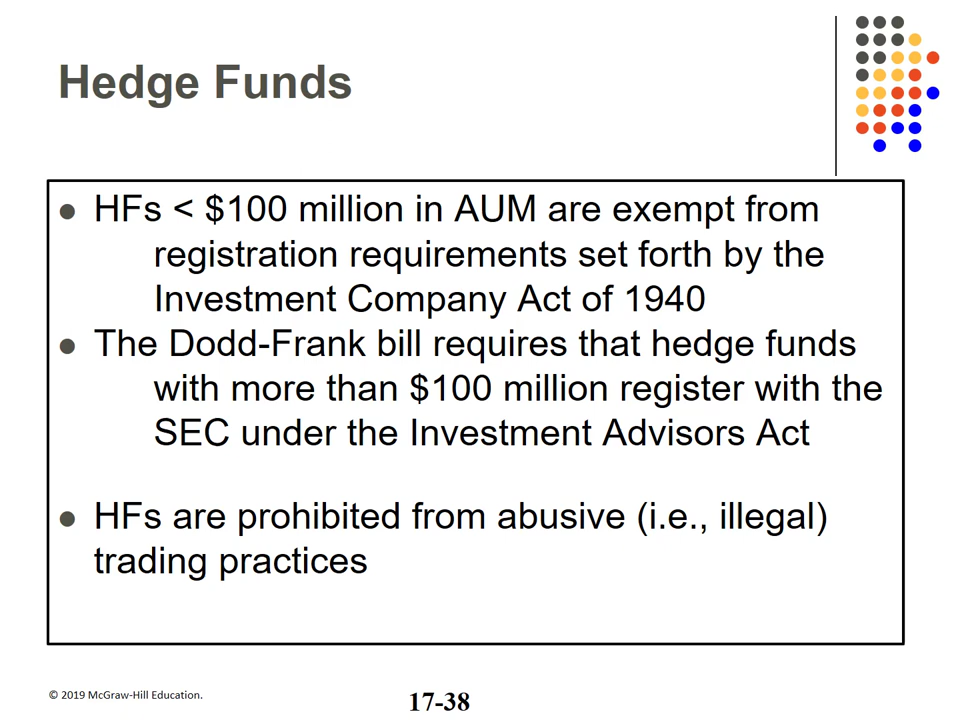 Hedge Funds
● HFs < $100 million in AUM are exempt from
registration requirements set forth by the
Investment Company Act of 1940
● The Dodd-Frank bill requires that hedge funds
with more than $100 million register with the
SEC under the Investment Advisors Act
● HFs are prohibited from abusive (i.e., illegal)
trading practices
© 2019 McGraw-Hill Education.
17-38